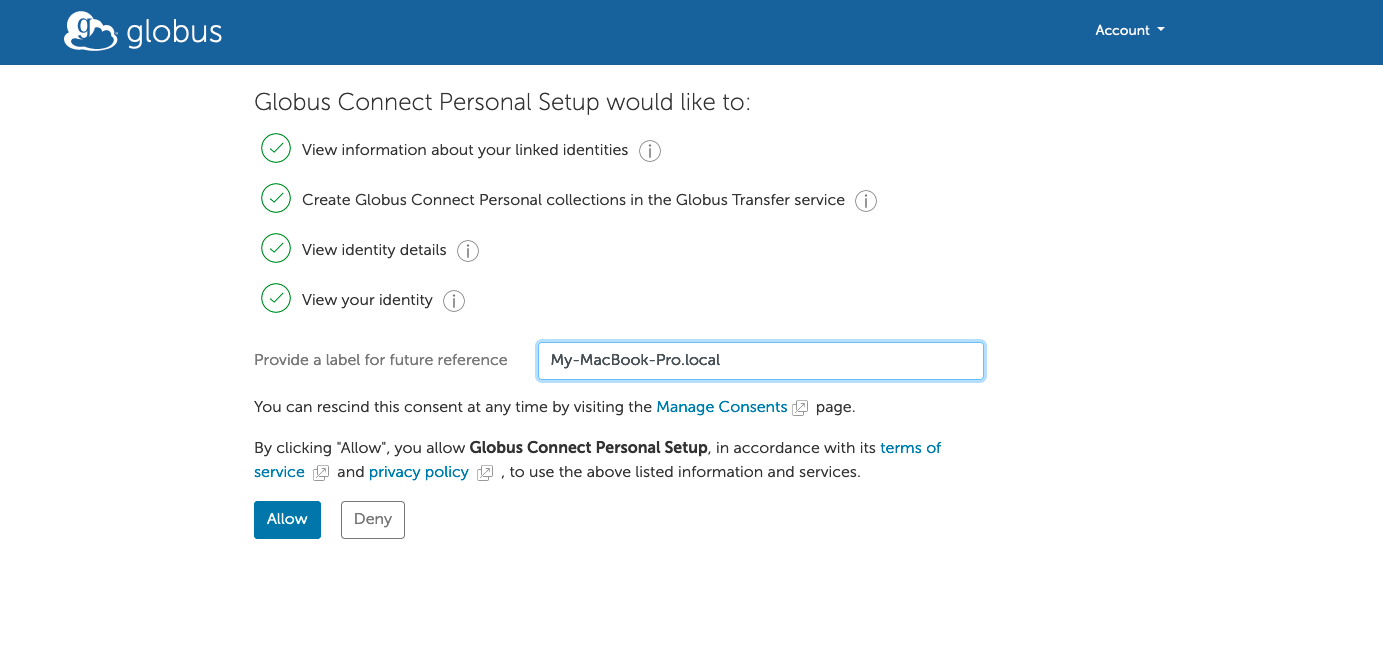 globus
Account
Globus Connect Personal Setup would like to:
View information about your linked identities
Create Globus Connect Personal collections in the Globus Transfer service
View identity details
View your identity
Provide a label for future reference My-MacBook-Pro.local
You can rescind this consent at any time by visiting the Manage Consents page.
By clicking "Allow", you allow Globus Connect Personal Setup, in accordance with its terms of
service and privacy policy , to use the above listed information and services.
Allow Deny